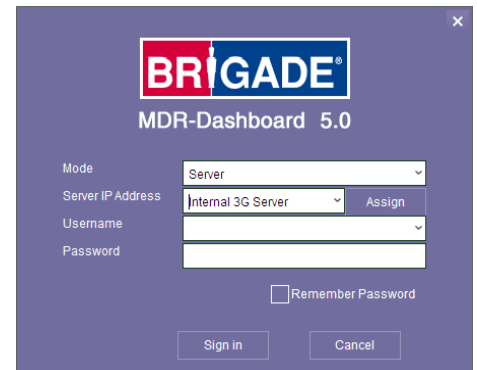 BRIGADE®
MDR-Dashboard 5.0
Mode Server
Server IP Address Internal 3G Server Assign
Username
Password
Remember Password
Sign in Cancel